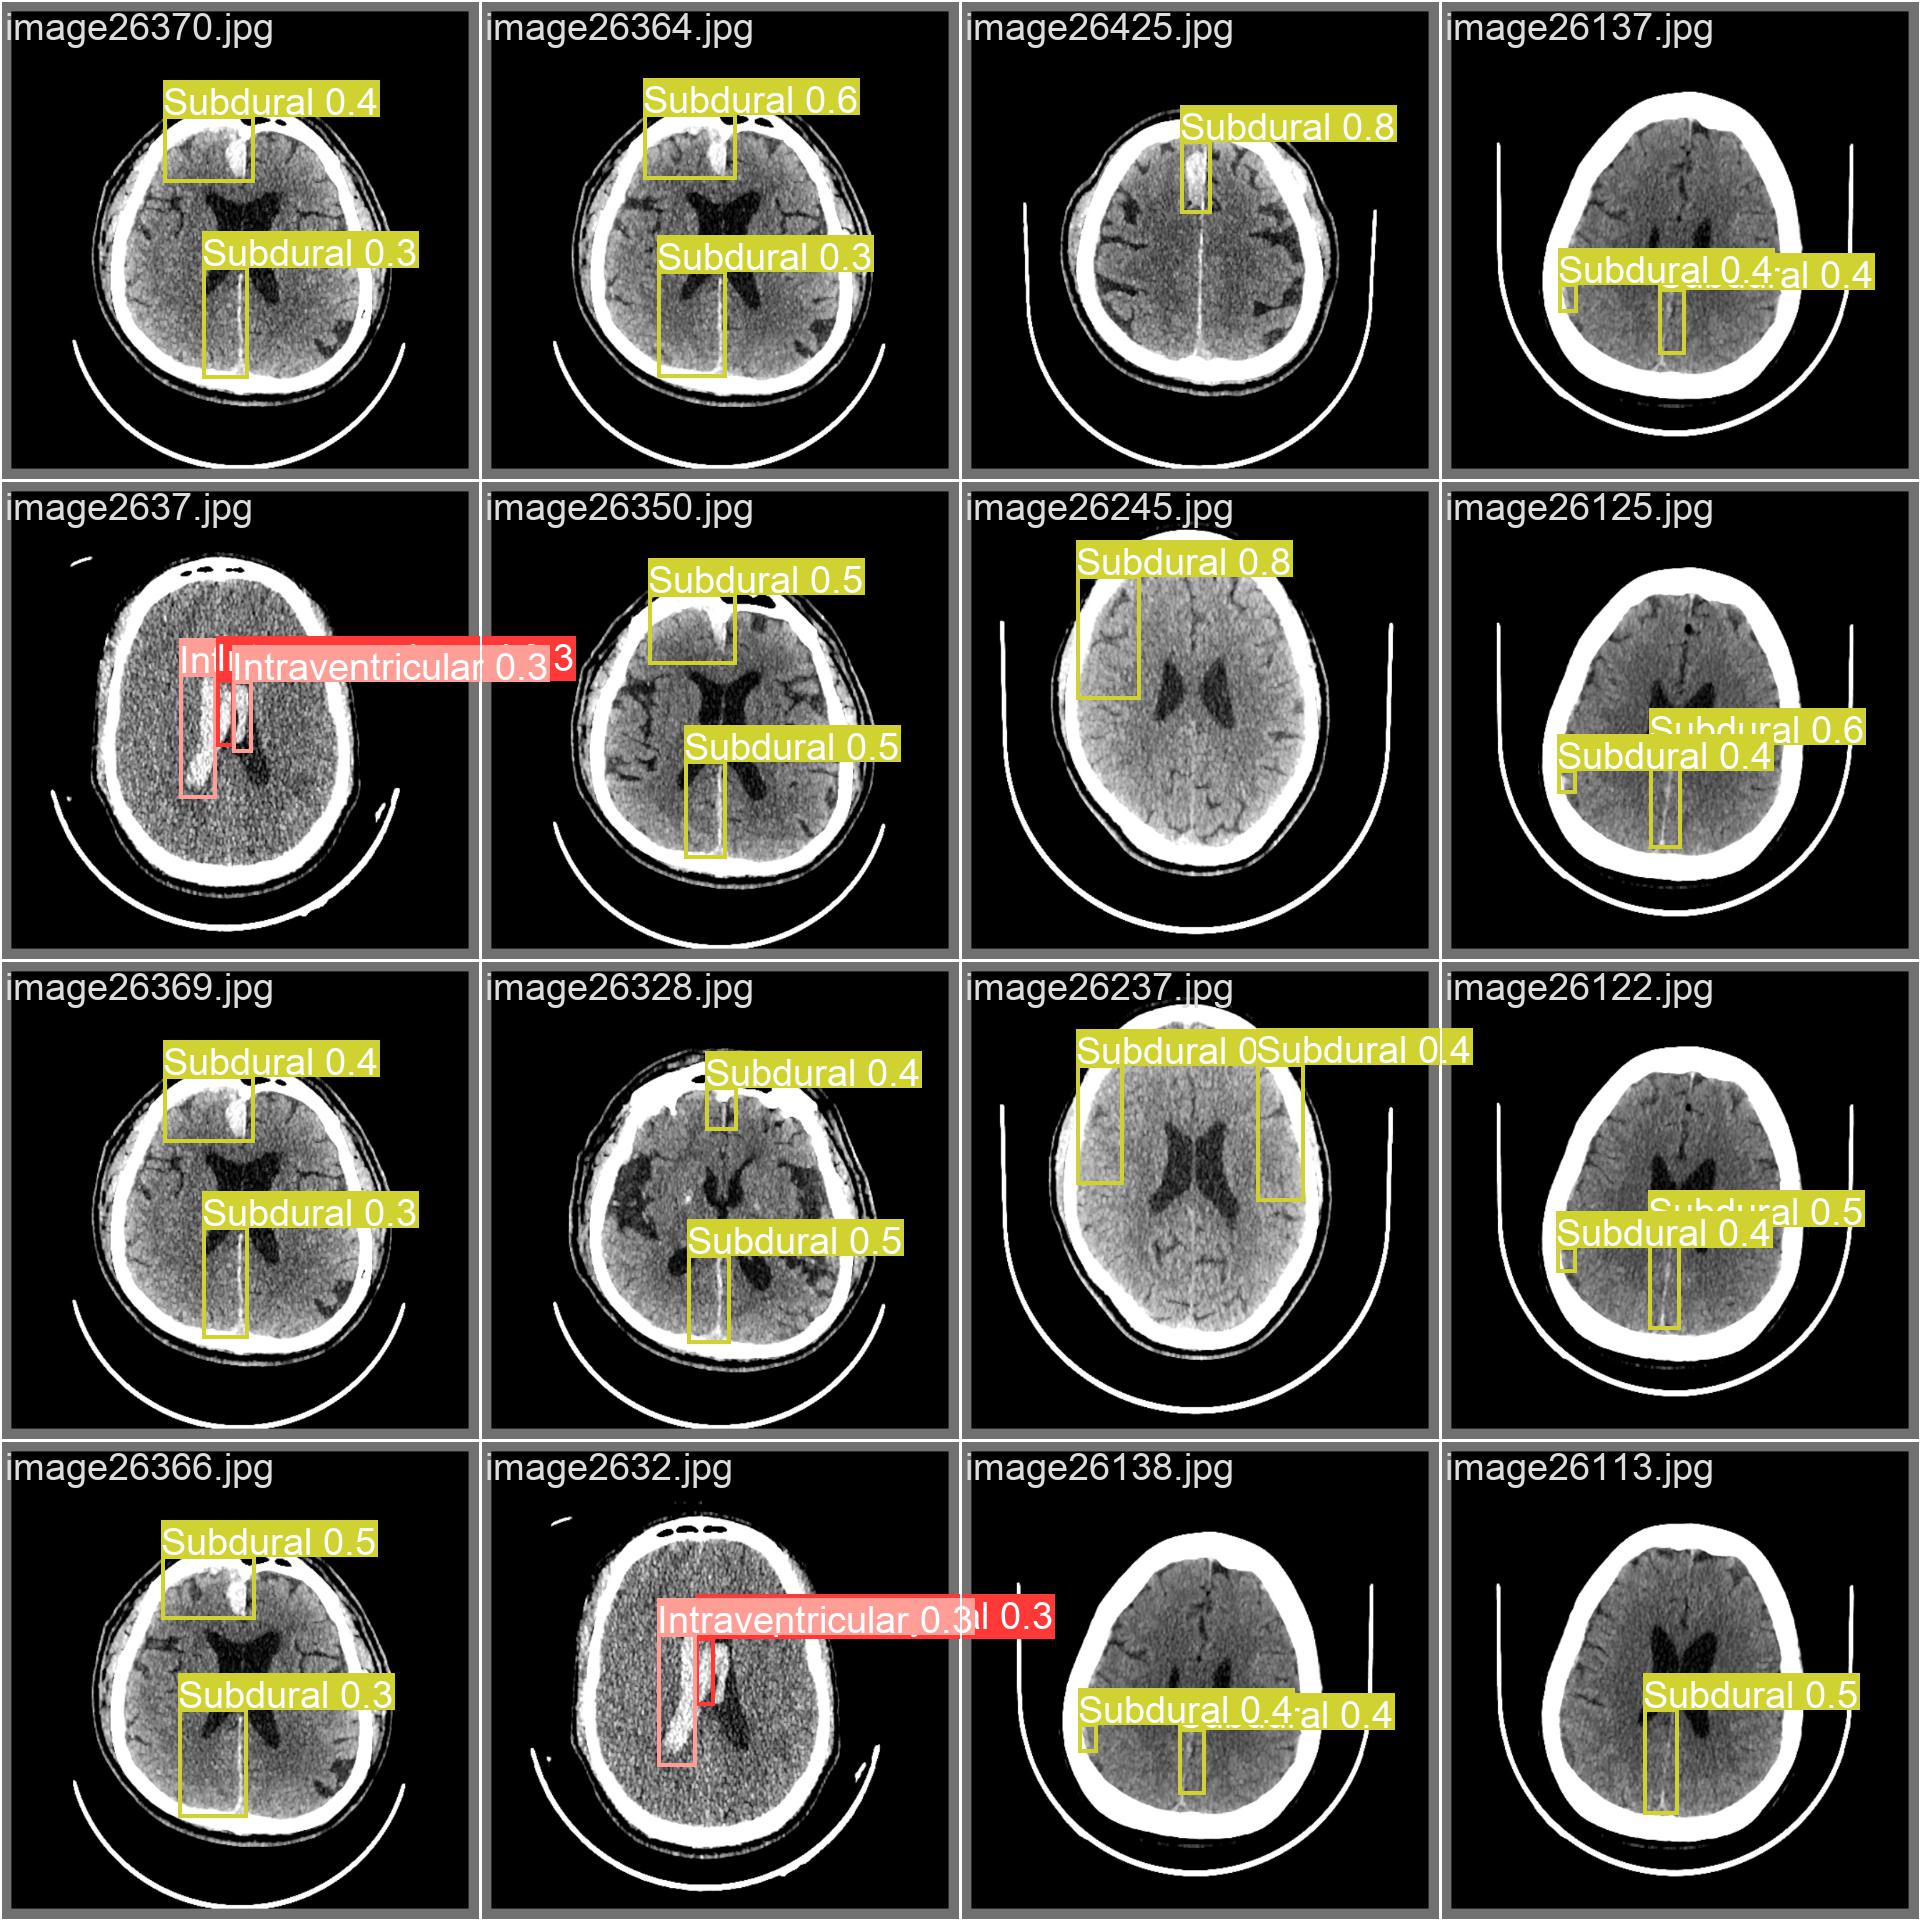 image26370.jpg
Subdural 0.4
Subdural 0.3
image26364.jpg
Subdural 0.6
Subdural 0.3
image26425.jpg
Subdural 0.8
image26137.jpg
Subdural 0.4
0.4
image2637.jpg
Intraventricular 0.3
3
image26350.jpg
Subdural 0.5
Subdural 0.5
image26245.jpg
Subdural 0.8
image26125.jpg
Subdural 0.6
Subdural 0.4
image26369.jpg
Subdural 0.4
Subdural 0.3
image26328.jpg
Subdural 0.4
Subdural 0.5
image26237.jpg
Subdural
Subdural 0.4
image26122.jpg
Subdural 0.5
Subdural 0.4
image26366.jpg
Subdural 0.5
Subdural 0.3
image2632.jpg
Intraventricular 0.3
0.3
image26138.jpg
Subdural 0.4
0.4
image26113.jpg
Subdural 0.5